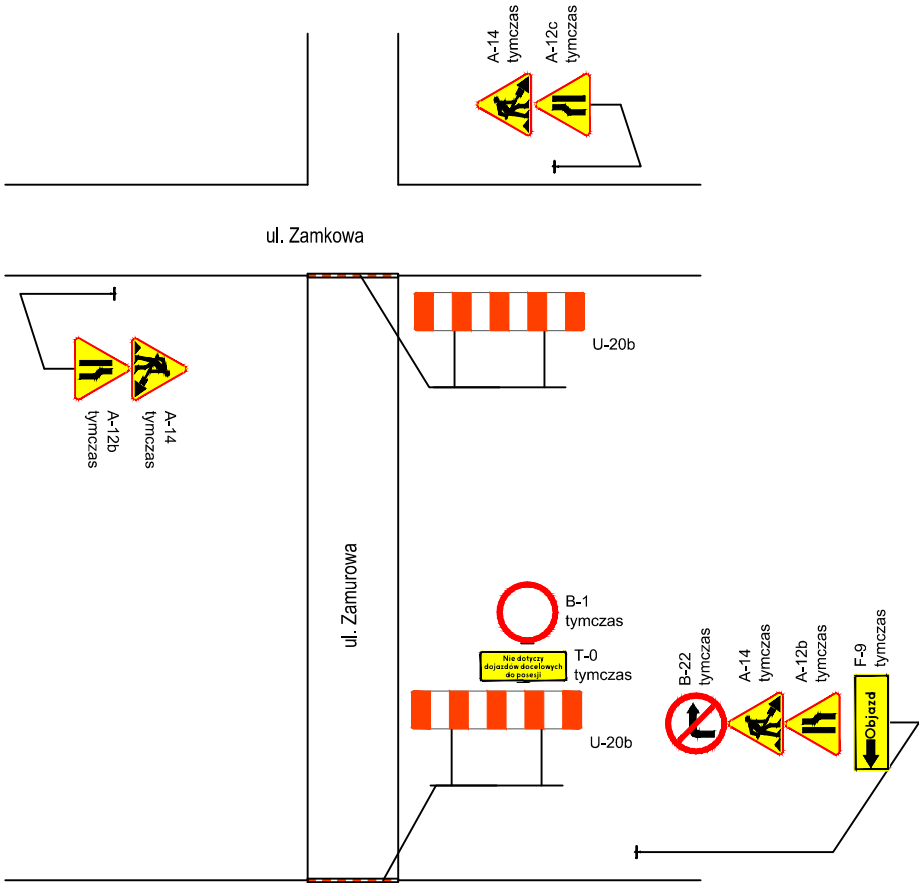 A-14
tymczas
A-12c
tymczas
ul. Zamkowa
U-20b
A-14
tymczas
A-12b
tymczas
ul. Zamurowa
B-1
tymczas
Nie dotyczy
dojazdów docelowych
do posesji
T-0
tymczas
U-20b
B-22
tymczas
A-14
tymczas
A-12b
tymczas
F-9
tymczas
Objazd